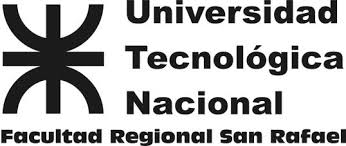 Universidad
Tecnológica
Nacional
Facultad Regional San Rafael